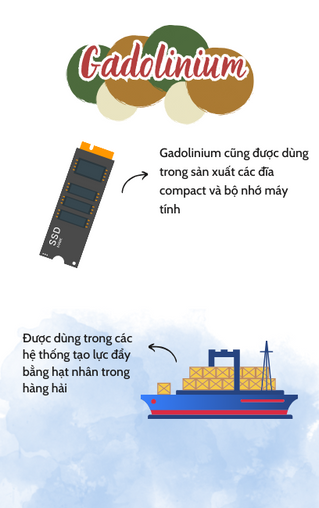 Gadolinium
Gadolinium cũng được dùng
trong sản xuất các đĩa
compact và bộ nhớ máy
tính
SSD
Được dùng trong các
hệ thống tạo lực đẩy
bằng hạt nhân trong
hàng hải